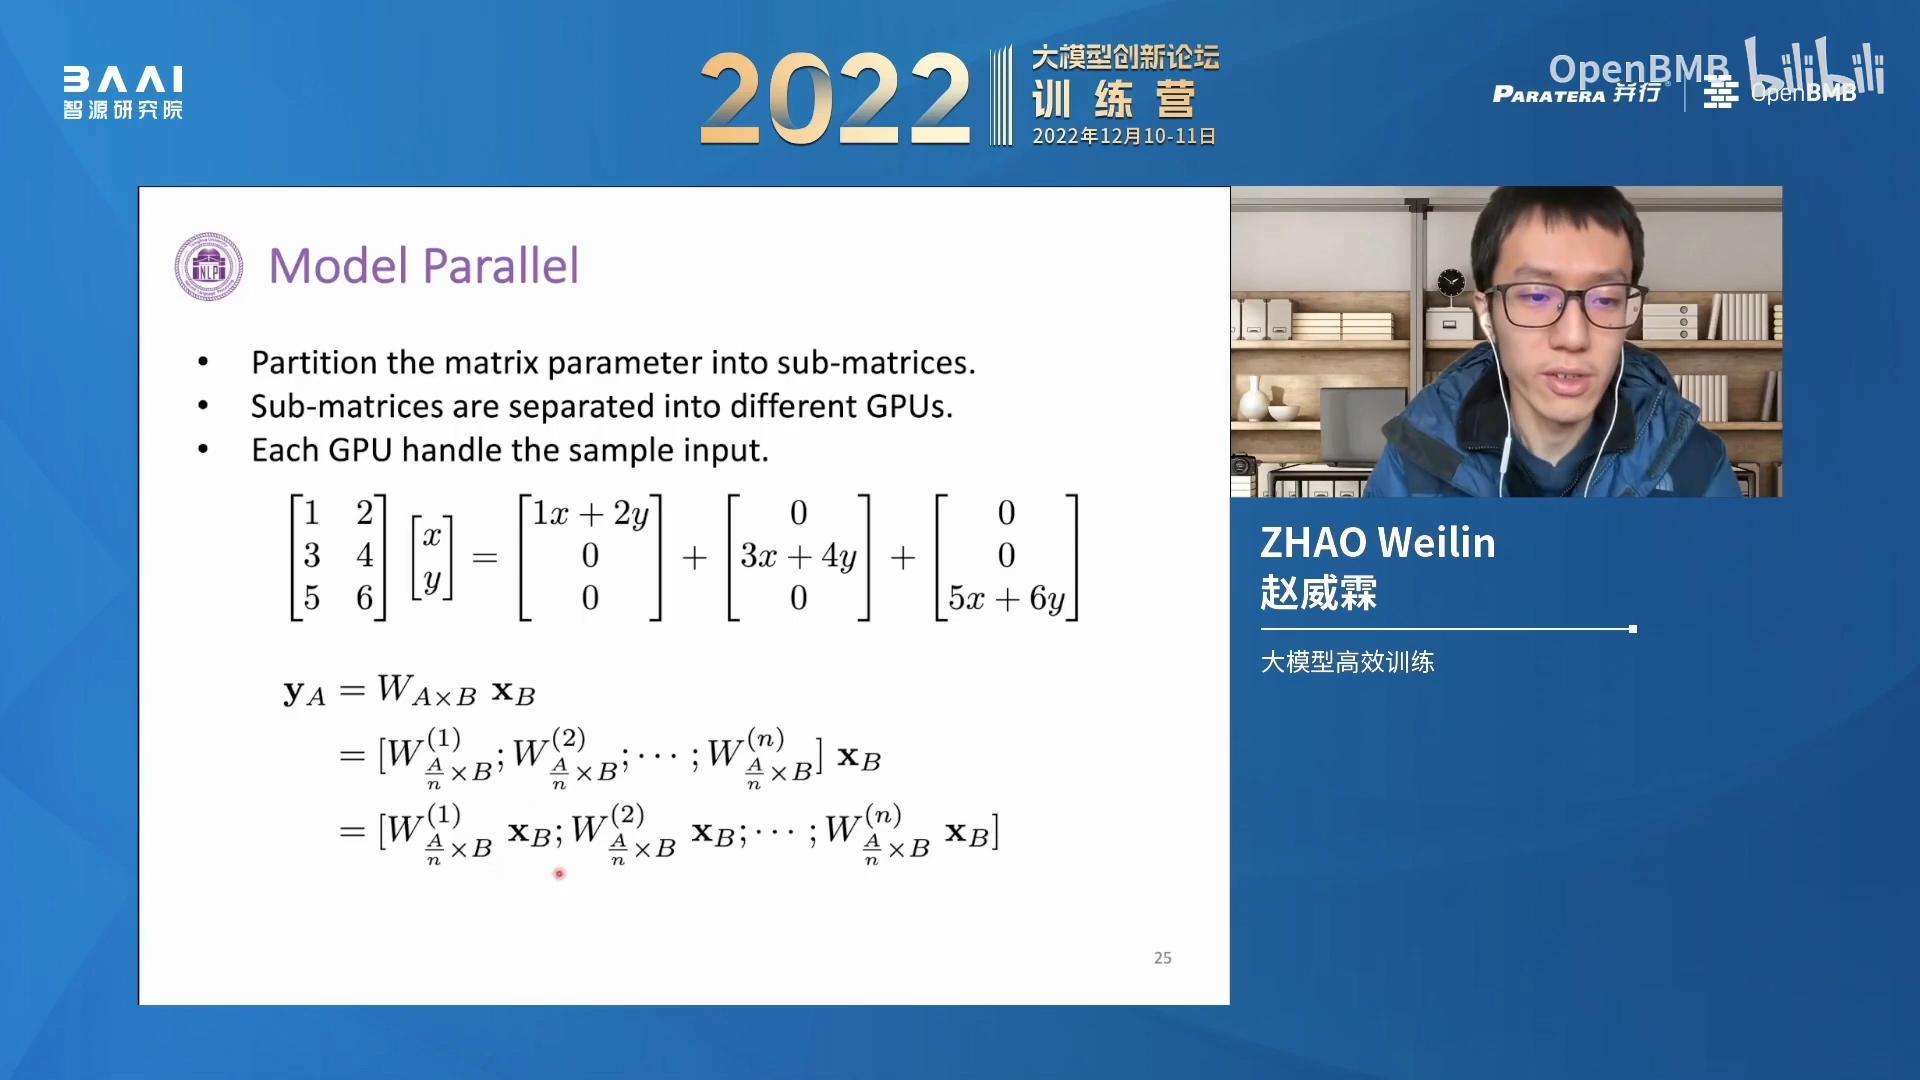 BAAI
智源研究院
2022
大模型创新论坛
训练营
2022年12月10-11日
OpenBMB bilibili
PARATERA 并行® OpenBMB
NLP
Model Parallel
• Partition the matrix parameter into sub-matrices.
• Sub-matrices are separated into different GPUs.
• Each GPU handle the sample input.
[1 2; 3 4; 5 6] [x; y] = [1x + 2y; 0; 0] + [0; 3x + 4y; 0] + [0; 0; 5x + 6y]
y_A = W_{A×B} x_B
= [W^{(1)}_{A/n ×B}; W^{(2)}_{A/n ×B}; ··· ; W^{(n)}_{A/n ×B}] x_B
= [W^{(1)}_{A/n ×B} x_B; W^{(2)}_{A/n ×B} x_B; ··· ; W^{(n)}_{A/n ×B} x_B]
25
ZHAO Weilin
赵威霖
大模型高效训练